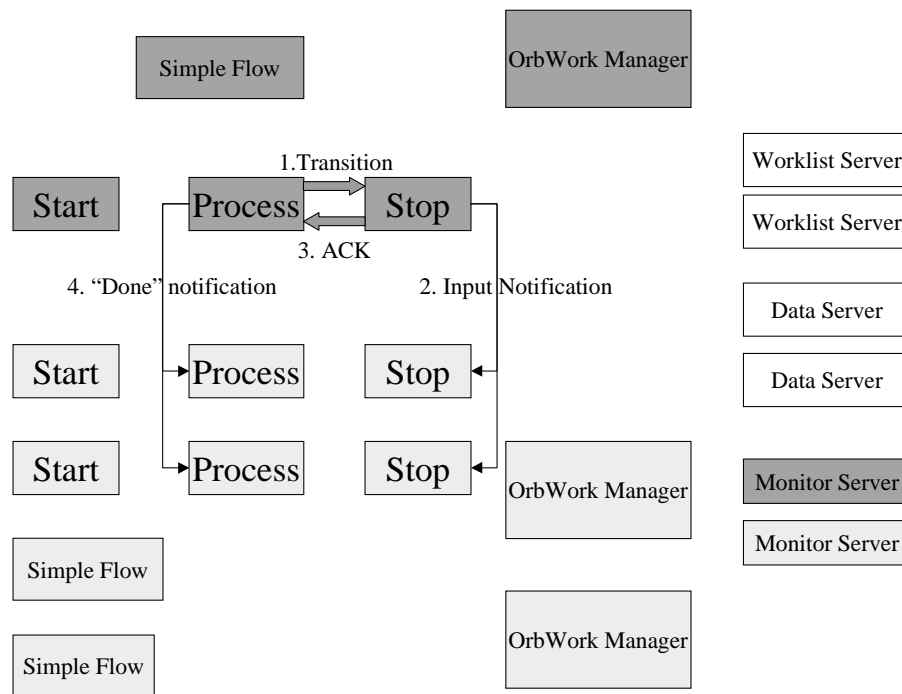 Simple Flow
OrbWork Manager
1.Transition
Worklist Server
Start
Process
Stop
Worklist Server
3. ACK
4. “Done” notification
2. Input Notification
Data Server
Start
Process
Stop
Data Server
Start
Process
Stop
OrbWork Manager
Monitor Server
Monitor Server
Simple Flow
OrbWork Manager
Simple Flow